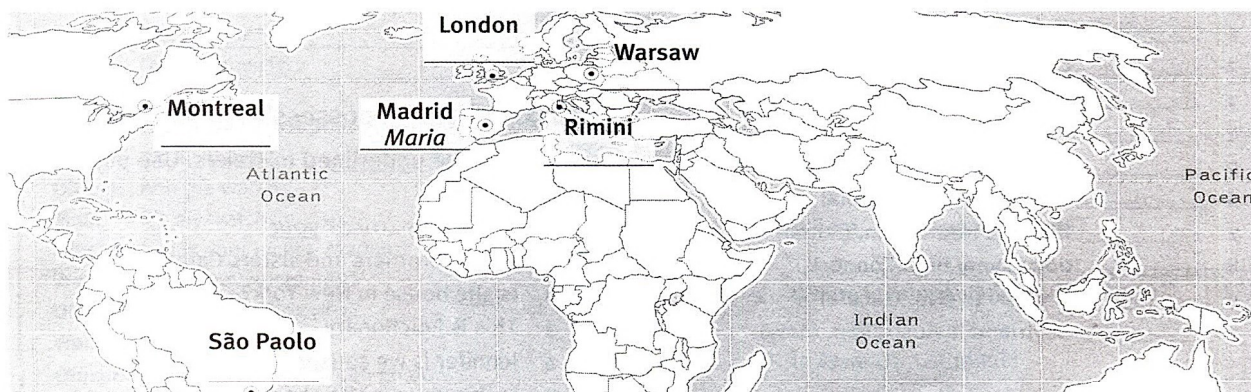 London
Warsaw
Montreal
Madrid
Maria
Rimini
Atlantic
Ocean
Pacific
Ocean
São Paolo
Indian
Ocean